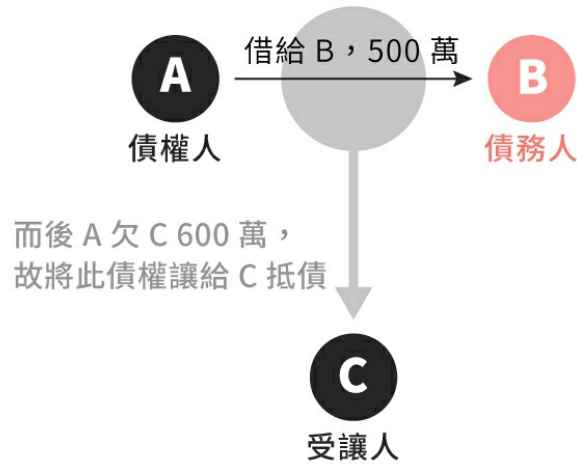 借給 B，500 萬
A
B
債權人
債務人
而後 A 欠 C 600 萬，
故將此債權讓給 C 抵債
C
受讓人